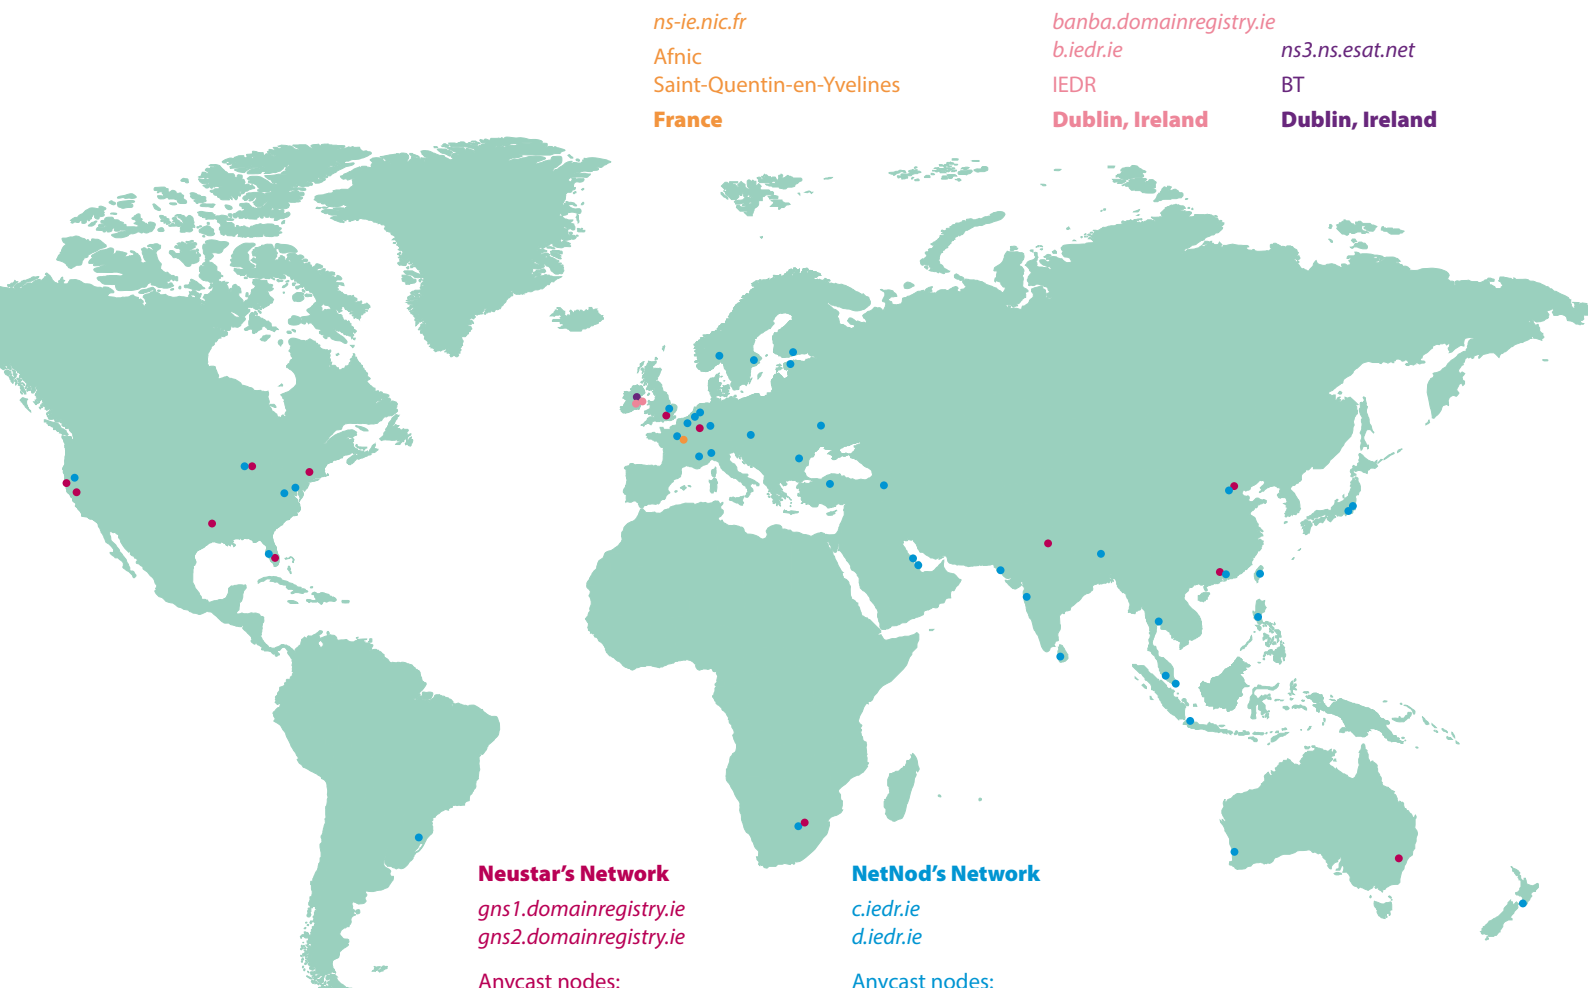 ns-ie.nic.fr
Afnic
Saint-Quentin-en-Yvelines
France
banba.domainregistry.ie
b.iedr.ie
IEDR
Dublin, Ireland
ns3.ns.esat.net
BT
Dublin, Ireland
Neustar’s Network
gns1.domainregistry.ie
gns2.domainregistry.ie
Anycast nodes:
NetNod’s Network
c.iedr.ie
d.iedr.ie
Anycast nodes: